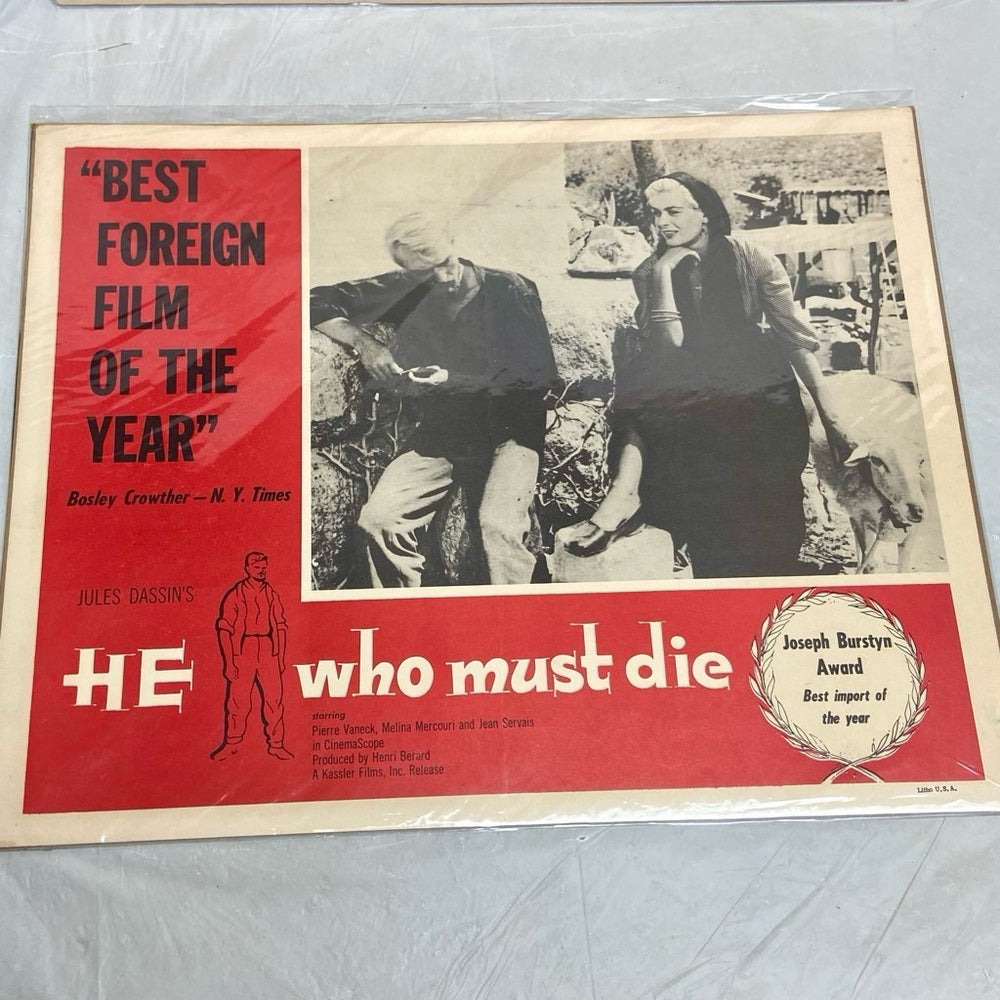 “BEST
FOREIGN
FILM
OF THE
YEAR”
Bosley Crowther — N. Y. Times
JULES DASSIN'S
HE who must die
starring
Pierre Vaneck, Melina Mercouri and Jean Servais
in CinemaScope
Produced by Henri Berard
A Kassler Films, Inc. Release
Joseph Burstyn
Award
Best import of
the year
Litho U.S.A.